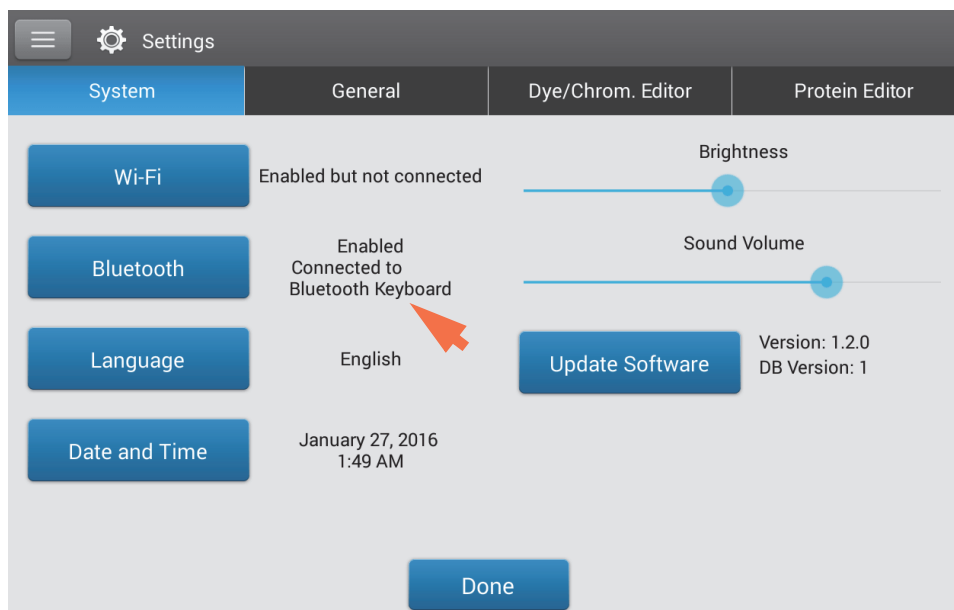 Settings
System
General
Dye/Chrom. Editor
Protein Editor
Wi-Fi
Enabled but not connected
Brightness
Bluetooth
Enabled
Connected to
Bluetooth Keyboard
Sound Volume
Language
English
Update Software
Version: 1.2.0
DB Version: 1
Date and Time
January 27, 2016
1:49 AM
Done